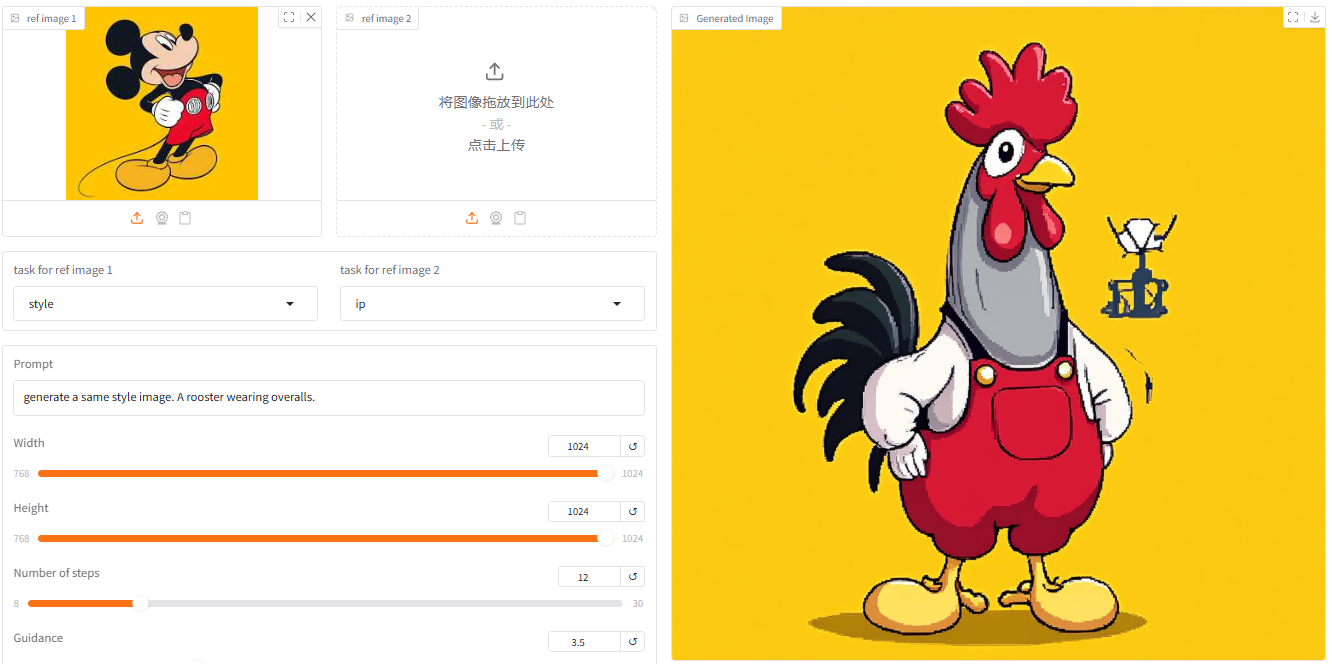 ref image 1
ref image 2
将图像拖放到此处
- 或 -
点击上传
task for ref image 1
style
task for ref image 2
ip
Prompt
generate a same style image. A rooster wearing overalls.
Width
1024
768
1024
Height
1024
768
1024
Number of steps
12
8
30
Guidance
3.5
Generated Image